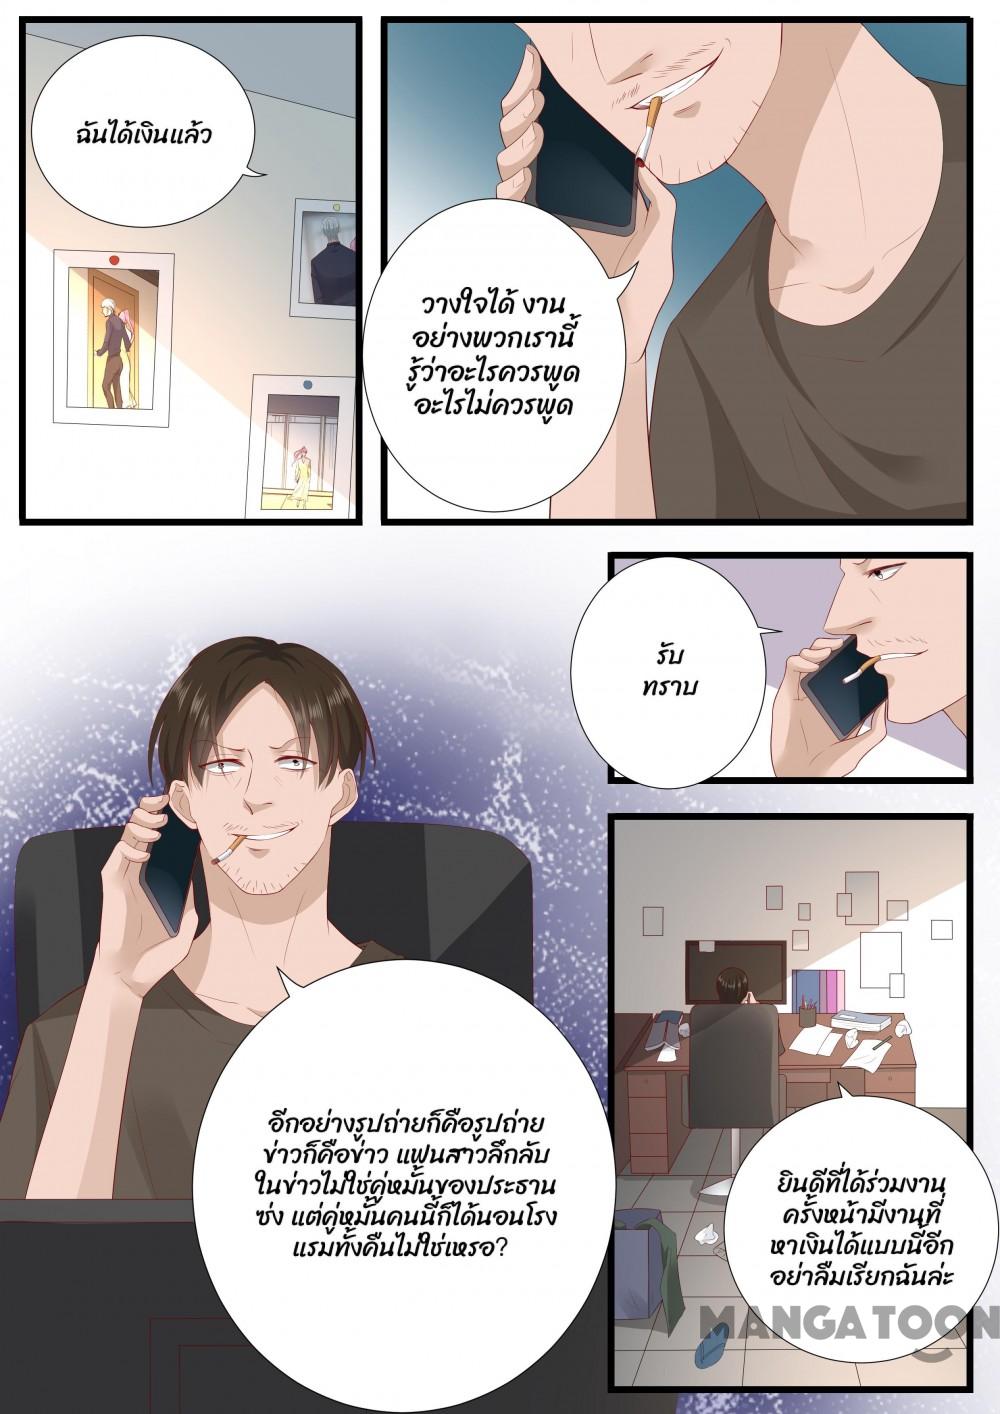 ฉันได้เงินแล้ว
วางใจได้ งาน
อย่างพวกเรานี้
รู้ว่าอะไรควรพูด
อะไรไม่ควรพูด
รับ
ทราบ
อีกอย่างรูปถ่ายก็คือรูปถ่าย
ข่าวก็คือข่าว แฟนสาวลึกลับ
ในข่าวไม่ใช่คู่หมั้นของประธาน
ซ่ง แต่คู่หมั้นคนนี้ก็ได้นอนโรง
แรมทั้งคืนไม่ใช่เหรอ?
ยินดีที่ได้ร่วมงาน
ครั้งหน้ามีงานที่
หาเงินได้แบบนี้อีก
อย่าลืมเรียกฉันล่ะ
MANGATOON